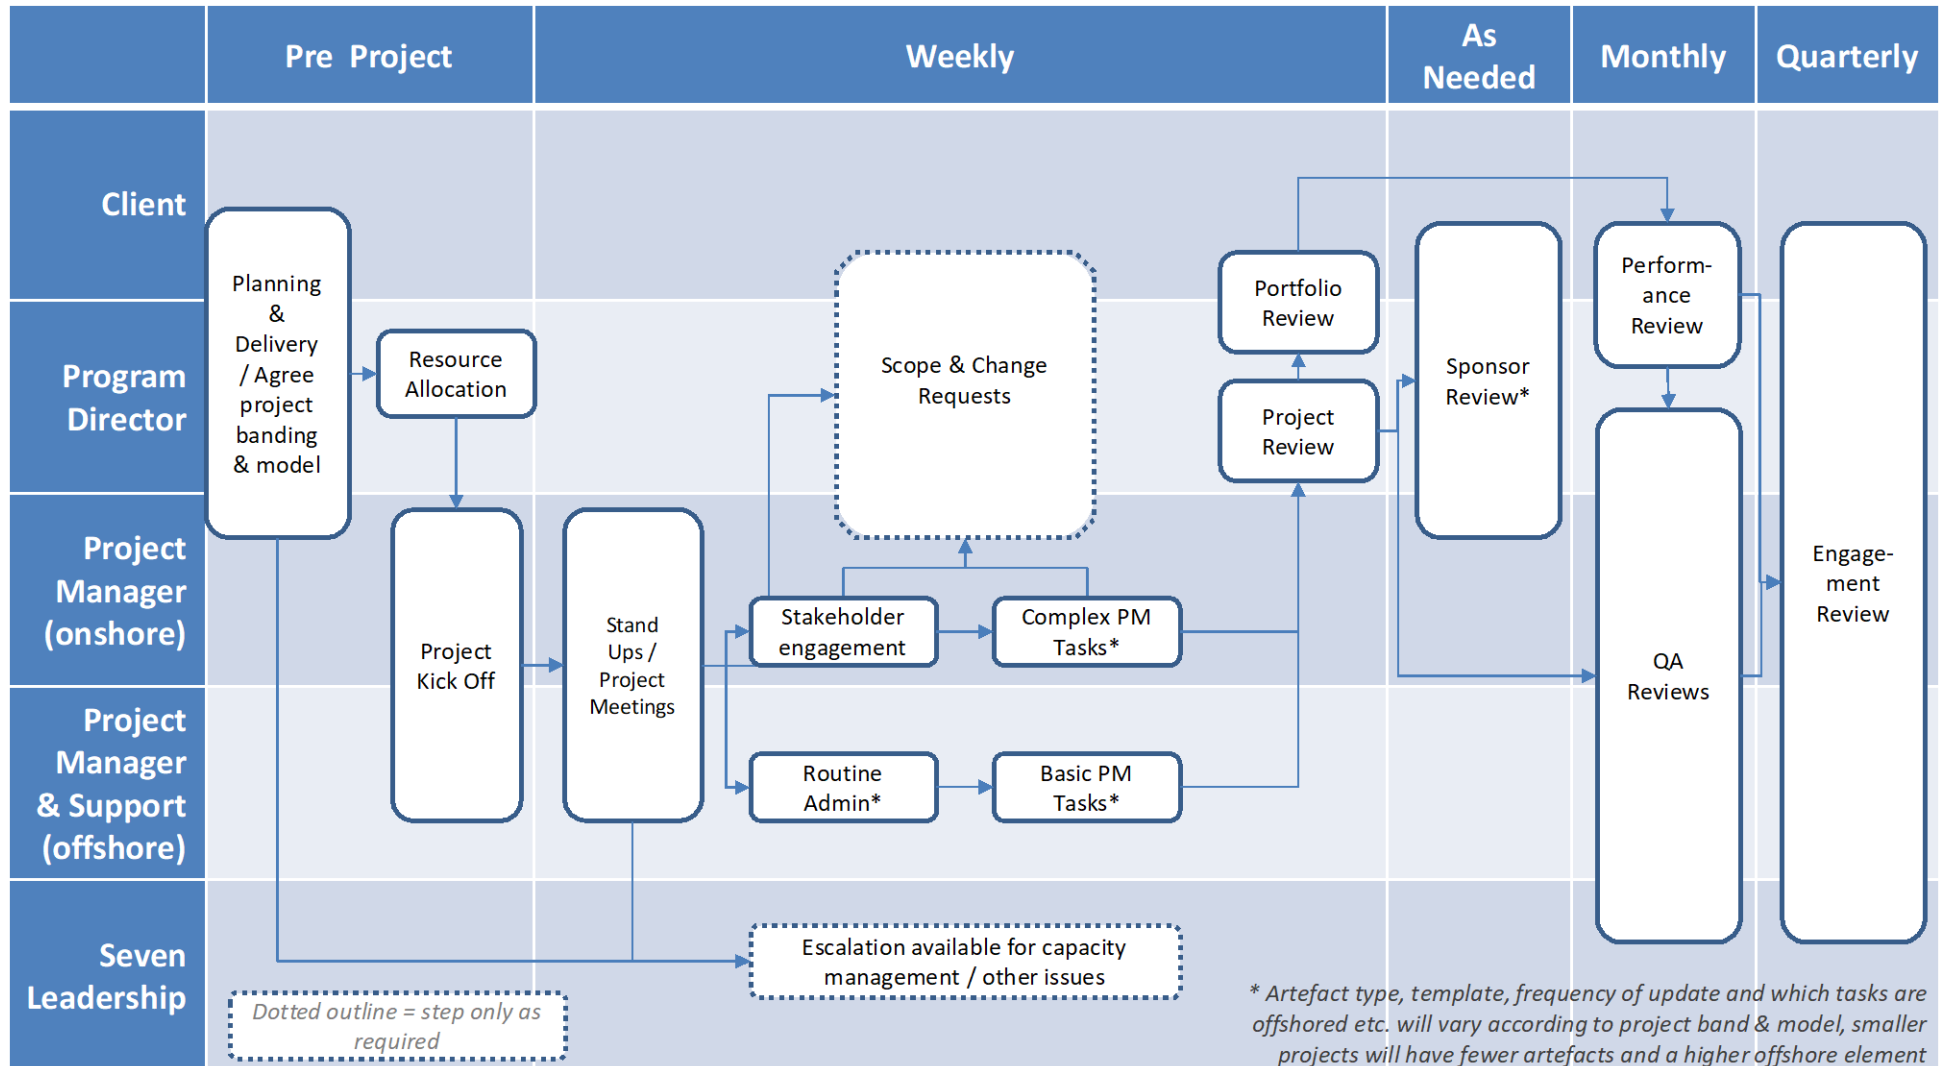 Pre Project
Weekly
As
Needed
Monthly
Quarterly
Client
Program
Director
Project
Manager
(onshore)
Project
Manager
& Support
(offshore)
Seven
Leadership
Planning
&
Delivery
/ Agree
project
banding
& model
Resource
Allocation
Project
Kick Off
Stand
Ups /
Project
Meetings
Scope & Change
Requests
Stakeholder
engagement
Complex PM
Tasks*
Routine
Admin*
Basic PM
Tasks*
Portfolio
Review
Project
Review
Sponsor
Review*
Perform-
ance
Review
QA
Reviews
Engage-
ment
Review
Escalation available for capacity
management / other issues
Dotted outline = step only as
required
* Artefact type, template, frequency of update and which tasks are
offshored etc. will vary according to project band & model, smaller
projects will have fewer artefacts and a higher offshore element